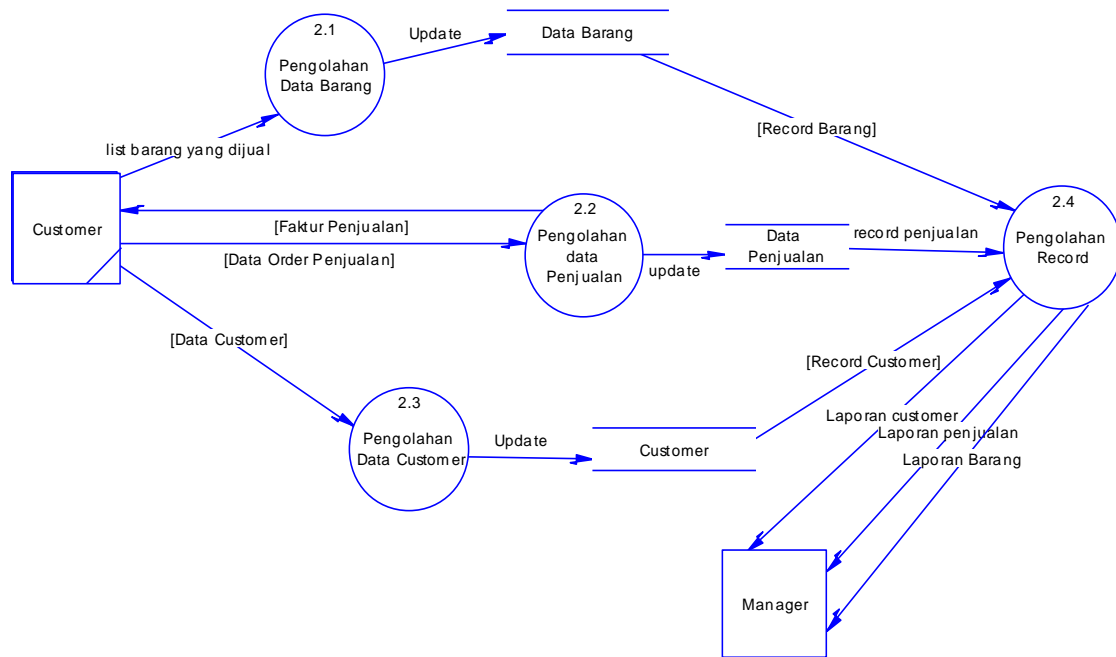 2.1
Pengolahan
Data Barang
Update
Data Barang
[Record Barang]
list barang yang dijual
Customer
[Faktur Penjualan]
[Data Order Penjualan]
2.2
Pengolahan
data
Penjualan
update
Data
Penjualan
record penjualan
2.4
Pengolahan
Record
[Data Customer]
2.3
Pengolahan
Data Customer
Update
Customer
[Record Customer]
Laporan customer
Laporan penjualan
Laporan Barang
Manager